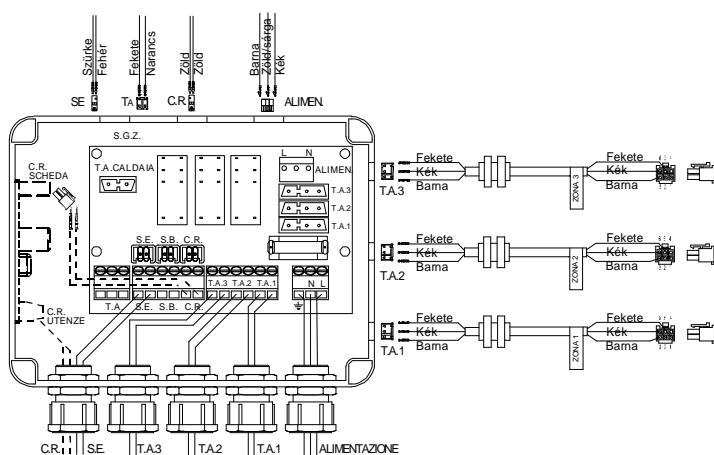 Szürke
Fehér
Fekete
Narancs
Zöld
Zöld
Barna
Zöld/sárga
Kék
SE
TA
C.R.
ALIMEN.
S.G.Z.
C.R.
SCHEDA
T.A.CALDAIA
L N
ALIMEN.
T.A.3
T.A.2
T.A.1
S.E. S.B. C.R.
T.A.3 T.A.2 T.A.1
N L
T.A. S.E. S.B. C.R.
C.R.
UTENZE
Fekete
Kék
Barna
T.A.3
ZONA 3
Fekete
Kék
Barna
Fekete
Kék
Barna
T.A.2
ZONA 2
Fekete
Kék
Barna
Fekete
Kék
Barna
T.A.1
ZONA 1
Fekete
Kék
Barna
C.R.
S.E.
T.A.3
T.A.2
T.A.1
ALIMENTAZIONE